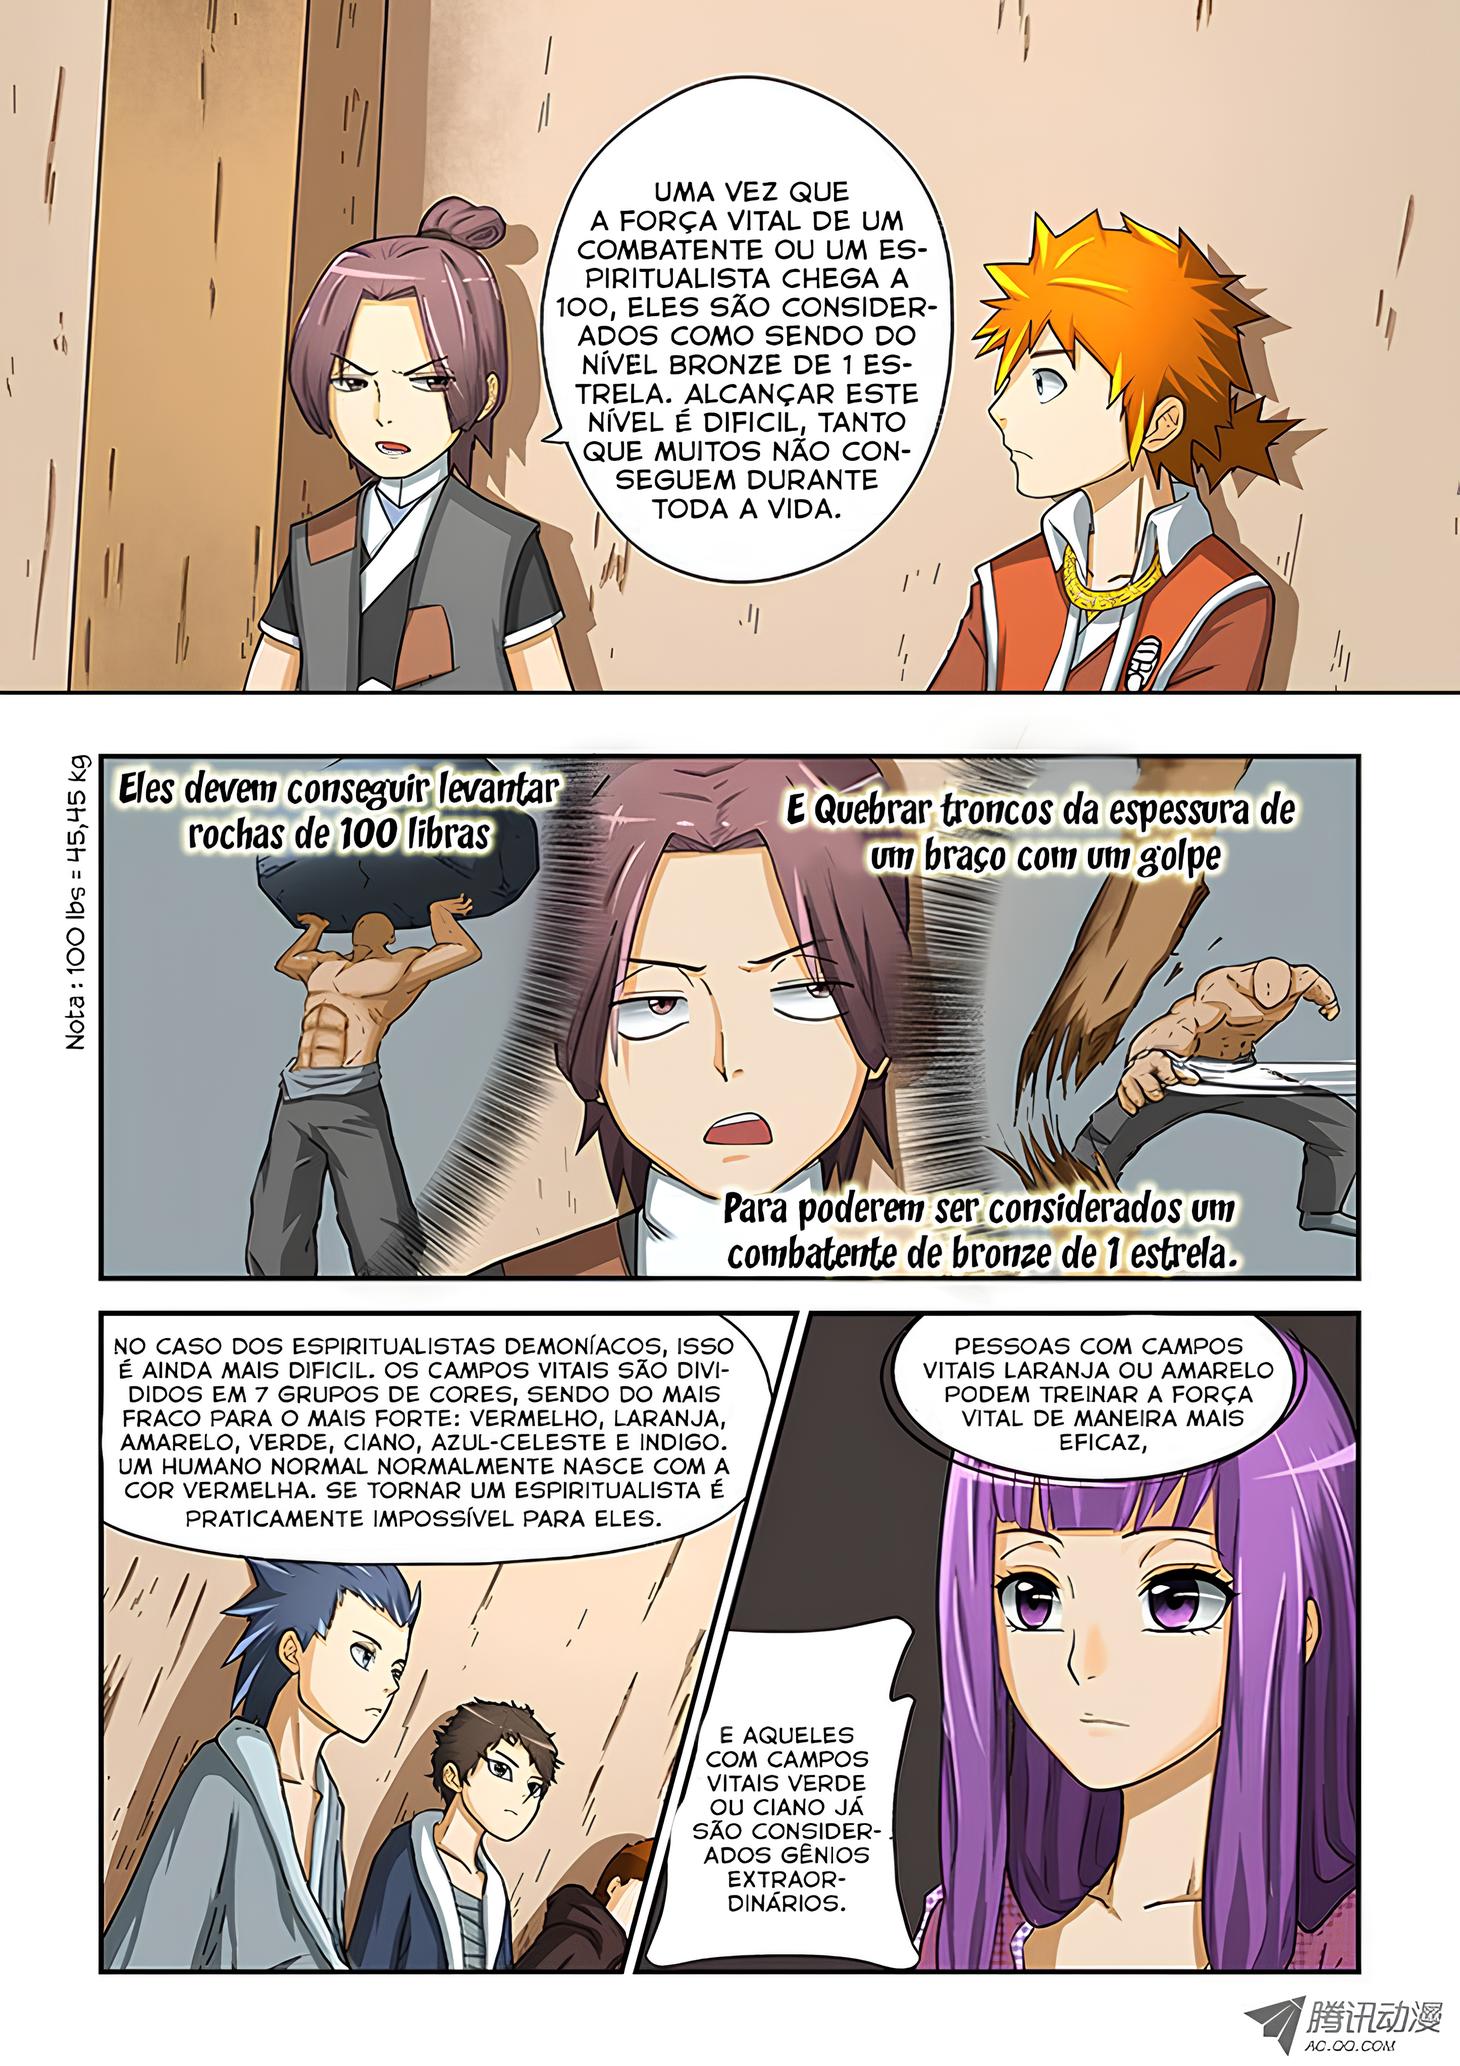 UMA VEZ QUE
A FORÇA VITAL DE UM
COMBATENTE OU UM ES-
PIRITUALISTA CHEGA A
100, ELES SÃO CONSIDER-
ADOS COMO SENDO DO
NÍVEL BRONZE DE 1 ES-
TRELA. ALCANÇAR ESTE
NÍVEL É DIFICIL, TANTO
QUE MUITOS NÃO CON-
SEGUEM DURANTE
TODA A VIDA.
Nota : 100 lbs = 45,45 kg
Eles devem conseguir levantar
rochas de 100 libras
E Quebrar troncos da espessura de
um braço com um golpe
Para poderem ser considerados um
combatente de bronze de 1 estrela.
NO CASO DOS ESPIRITUALISTAS DEMONÍACOS, ISSO
É AINDA MAIS DIFICIL. OS CAMPOS VITAIS SÃO DIVI-
DIDOS EM 7 GRUPOS DE CORES, SENDO DO MAIS
FRACO PARA O MAIS FORTE: VERMELHO, LARANJA,
AMARELO, VERDE, CIANO, AZUL-CELESTE E INDIGO.
UM HUMANO NORMAL NORMALMENTE NASCE COM A
COR VERMELHA. SE TORNAR UM ESPIRITUALISTA É
PRATICAMENTE IMPOSSÍVEL PARA ELES.
PESSOAS COM CAMPOS
VITAIS LARANJA OU AMARELO
PODEM TREINAR A FORÇA
VITAL DE MANEIRA MAIS
EFICAZ,
E AQUELES
COM CAMPOS
VITAIS VERDE
OU CIANO JÁ
SÃO CONSIDER-
ADOS GÊNIOS
EXTRAOR-
DINÁRIOS.
腾讯动漫
AC.QQ.COM